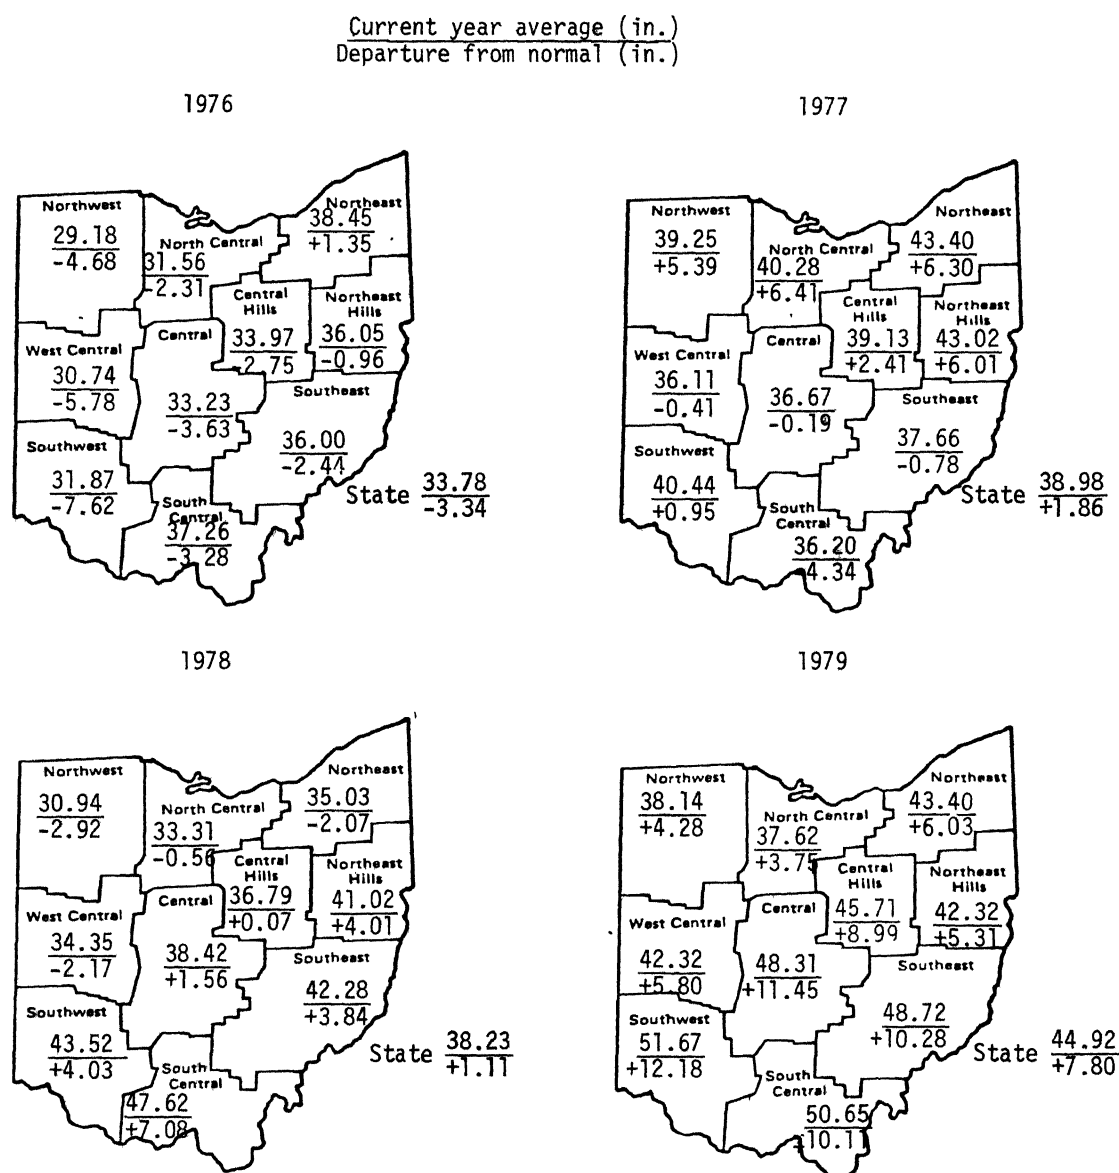 Current year average (in.)
Departure from normal (in.)
1976
1977
Northwest
29.18
-4.68
North Central
31.56
-2.31
Northeast
38.45
+1.35
Central
Hills
33.97
-2.75
Northeast
Hills
36.05
-0.96
West Central
30.74
-5.78
Central
33.23
-3.63
Southeast
36.00
-2.44
Southwest
31.87
-7.62
South
Central
37.26
-3.28
State 33.78
-3.34
Northwest
39.25
+5.39
North Central
40.28
+6.41
Northeast
43.40
+6.30
Central
Hills
39.13
+2.41
Northeast
Hills
43.02
+6.01
West Central
36.11
-0.41
Central
36.67
-0.19
Southeast
37.66
-0.78
Southwest
40.44
+0.95
South
Central
36.20
-4.34
State 38.98
+1.86
1978
1979
Northwest
30.94
-2.92
North Central
33.31
-0.56
Northeast
35.03
-2.07
Central
Hills
36.79
+0.07
Northeast
Hills
41.02
+4.01
West Central
34.35
-2.17
Central
38.42
+1.56
Southeast
42.28
+3.84
Southwest
43.52
+4.03
South
Central
47.62
+7.08
State 38.23
+1.11
Northwest
38.14
+4.28
North Central
37.62
+3.75
Northeast
43.40
+6.03
Central
Hills
45.71
+8.99
Northeast
Hills
42.32
+5.31
West Central
42.32
+5.80
Central
48.31
+11.45
Southeast
48.72
+10.28
Southwest
51.67
+12.18
South
Central
50.65
+10.11
State 44.92
+7.80